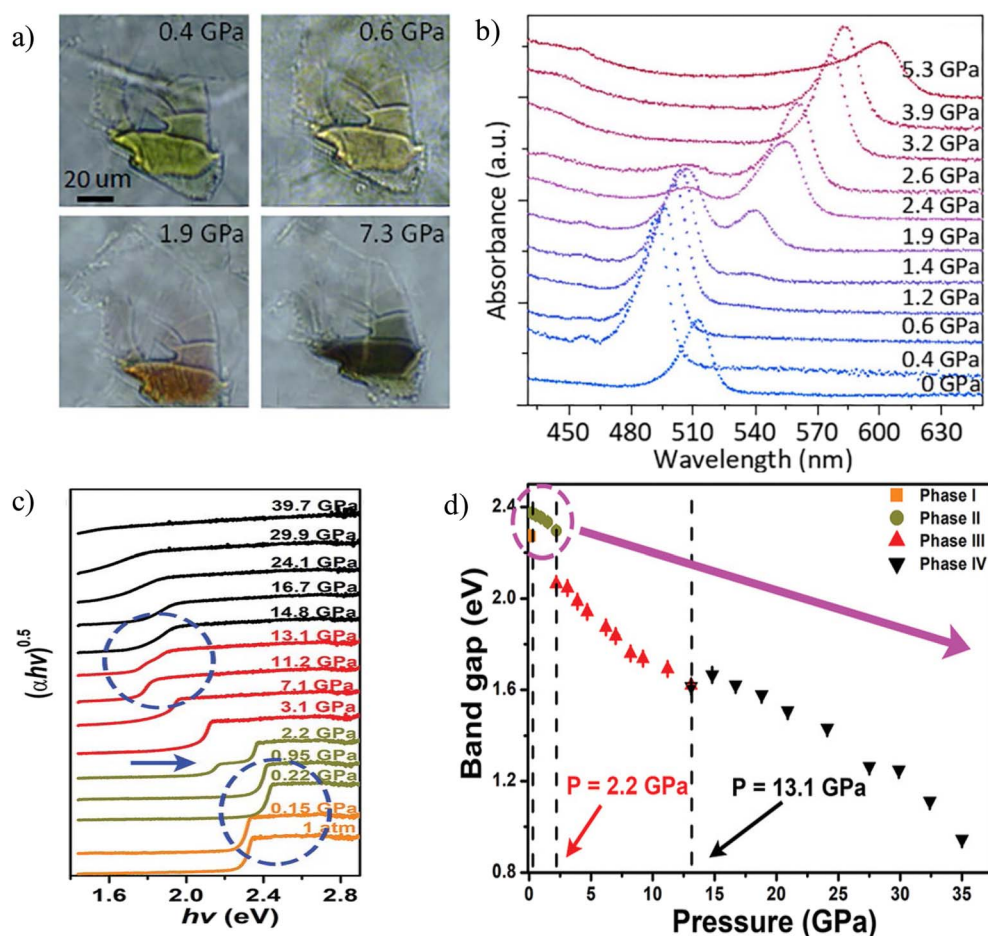 a)
0.4 GPa
0.6 GPa
20 um
1.9 GPa
7.3 GPa
b)
Absorbance (a.u.)
5.3 GPa
3.9 GPa
3.2 GPa
2.6 GPa
2.4 GPa
1.9 GPa
1.4 GPa
1.2 GPa
0.6 GPa
0.4 GPa
0 GPa
450 480 510 540 570 600 630
Wavelength (nm)
c)
(αhν)^0.5
39.7 GPa
29.9 GPa
24.1 GPa
16.7 GPa
14.8 GPa
13.1 GPa
11.2 GPa
7.1 GPa
3.1 GPa
2.2 GPa
0.95 GPa
0.22 GPa
0.15 GPa
1 atm
1.6 2.0 2.4 2.8
hν (eV)
d)
Band gap (eV)
2.4
2.0
1.6
1.2
0.8
Phase I
Phase II
Phase III
Phase IV
P = 2.2 GPa
P = 13.1 GPa
0 5 10 15 20 25 30 35
Pressure (GPa)